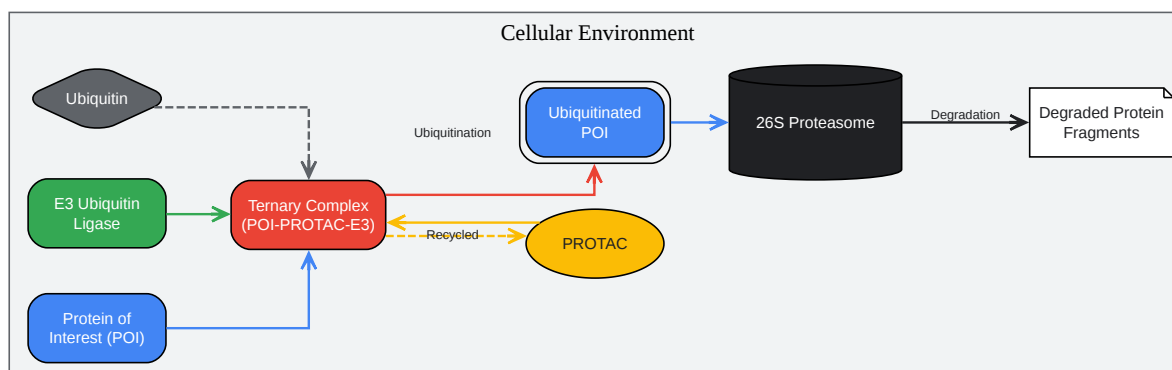 Cellular Environment
Ubiquitin
Ubiquitination
Ubiquitinated
POI
26S Proteasome
Degradation
Degraded Protein
Fragments
E3 Ubiquitin
Ligase
Ternary Complex
(POI-PROTAC-E3)
Recycled
PROTAC
Protein of
Interest (POI)